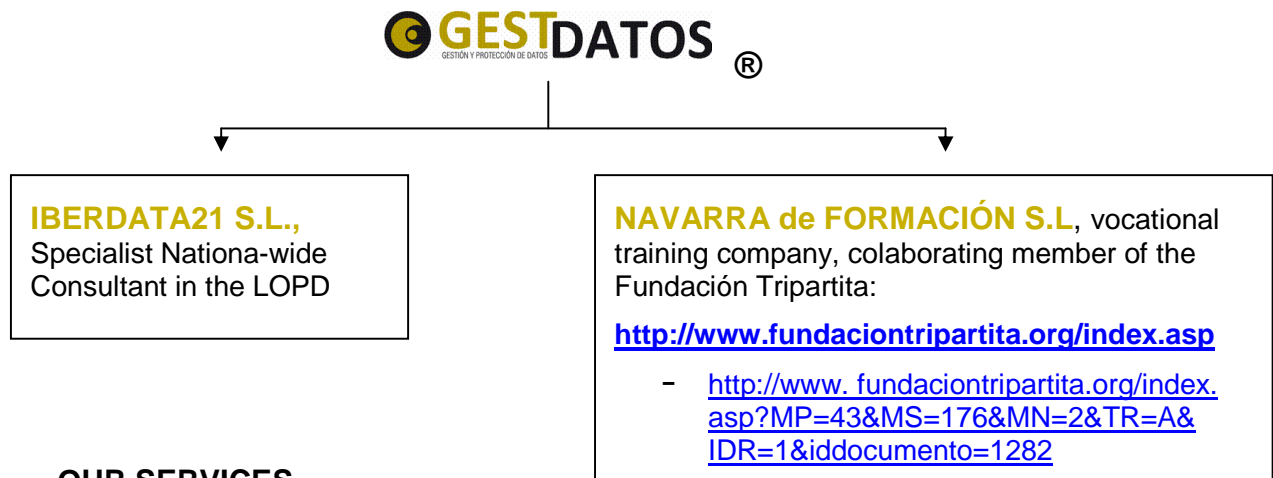 GESTDATOS
GESTIÓN Y PROTECCIÓN DE DATOS
®
IBERDATA21 S.L.,
Specialist Nationa-wide
Consultant in the LOPD
NAVARRA de FORMACIÓN S.L, vocational
training company, colaborating member of the
Fundación Tripartita:
http://www.fundaciontripartita.org/index.asp
- http://www. fundaciontripartita.org/index.
asp?MP=43&MS=176&MN=2&TR=A&
IDR=1&iddocumento=1282
OUR SERVICES